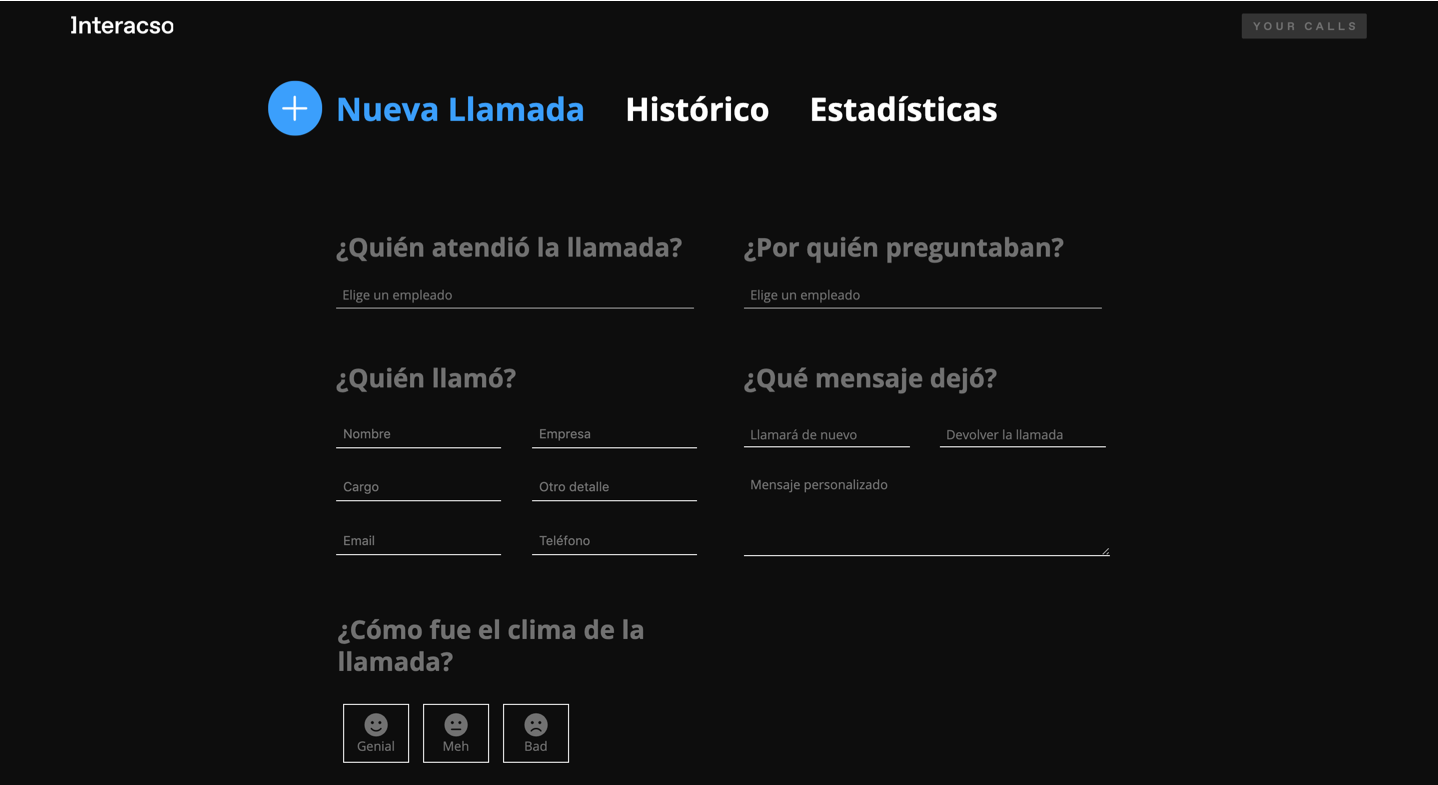 Interacso
YOUR CALLS
Nueva Llamada
Histórico
Estadísticas
¿Quién atendió la llamada?
Elige un empleado
¿Por quién preguntaban?
Elige un empleado
¿Quién llamó?
Nombre
Empresa
Cargo
Otro detalle
Email
Teléfono
¿Qué mensaje dejó?
Llamará de nuevo
Devolver la llamada
Mensaje personalizado
¿Cómo fue el clima de la
llamada?
Genial
Meh
Bad